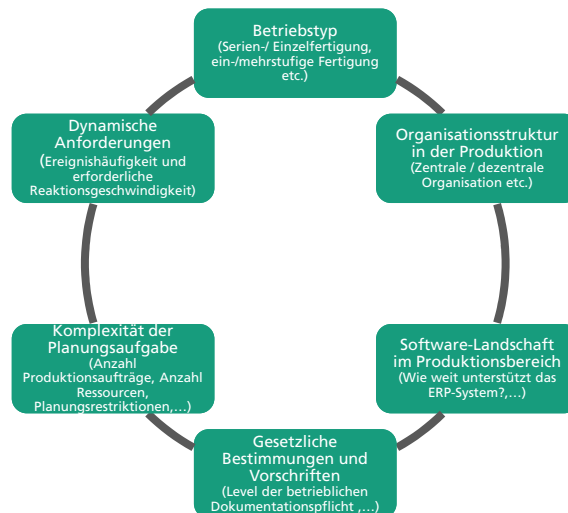 Betriebstyp
(Serien-/ Einzelfertigung,
ein-/mehrstufige Fertigung
etc.)
Organisationsstruktur
in der Produktion
(Zentrale / dezentrale
Organisation etc.)
Software-Landschaft
im Produktionsbereich
(Wie weit unterstützt das
ERP-System?,...)
Gesetzliche
Bestimmungen und
Vorschriften
(Level der betrieblichen
Dokumentationspflicht ,...)
Komplexität der
Planungsaufgabe
(Anzahl
Produktionsaufträge, Anzahl
Ressourcen,
Planungsrestriktionen,...)
Dynamische
Anforderungen
(Ereignishäufigkeit und
erforderliche
Reaktionsgeschwindigkeit)